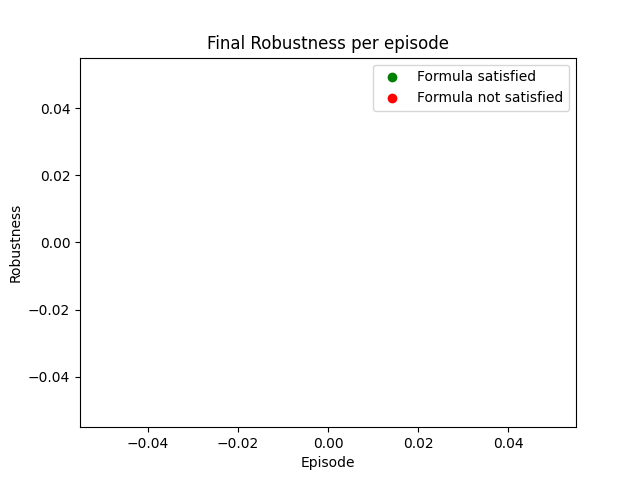 Final Robustness per episode
Formula satisfied
Formula not satisfied
0.04
0.02
0.00
−0.02
−0.04
Robustness
−0.04 −0.02 0.00 0.02 0.04
Episode